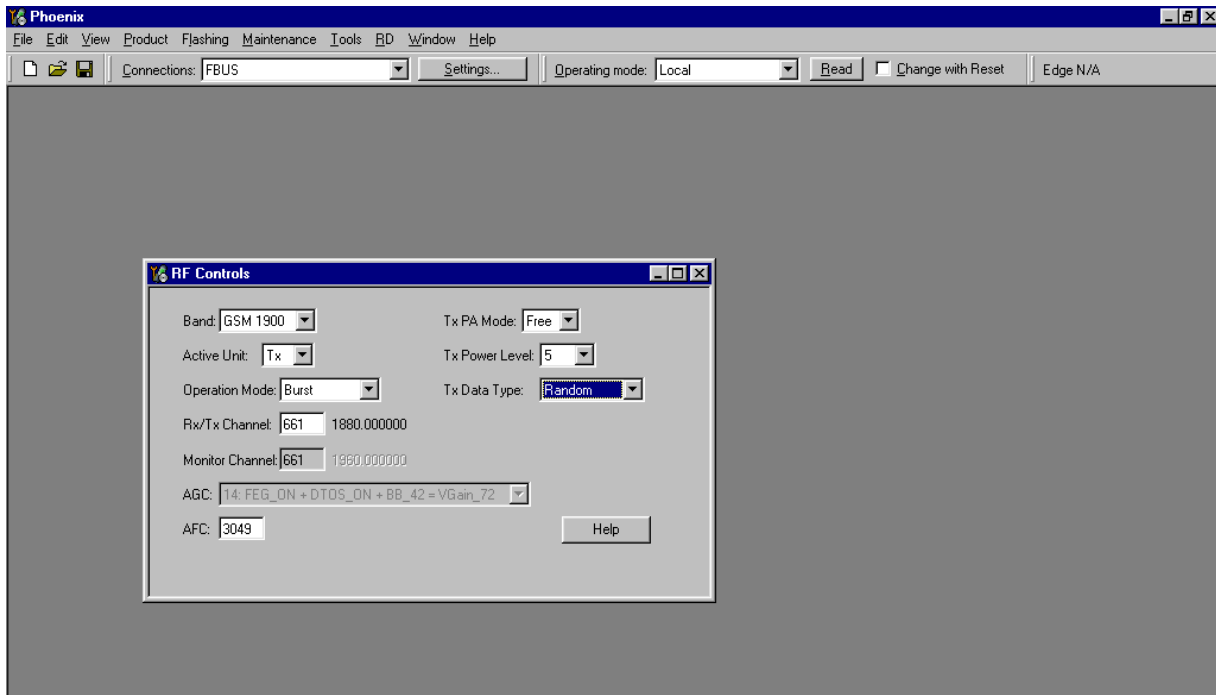 Phoenix
File Edit View Product Flashing Maintenance Tools RD Window Help
Connections: FBUS Settings... Operating mode: Local Read Change with Reset Edge N/A
RF Controls
Band: GSM 1900 Tx PA Mode: Free
Active Unit: Tx Tx Power Level: 5
Operation Mode: Burst Tx Data Type: Random
Rx/Tx Channel: 661 1880.000000
Monitor Channel: 661 1960.000000
AGC: 14: FEG_ON + DTOS_ON + BB_42 = VGain_72
AFC: 3049 Help